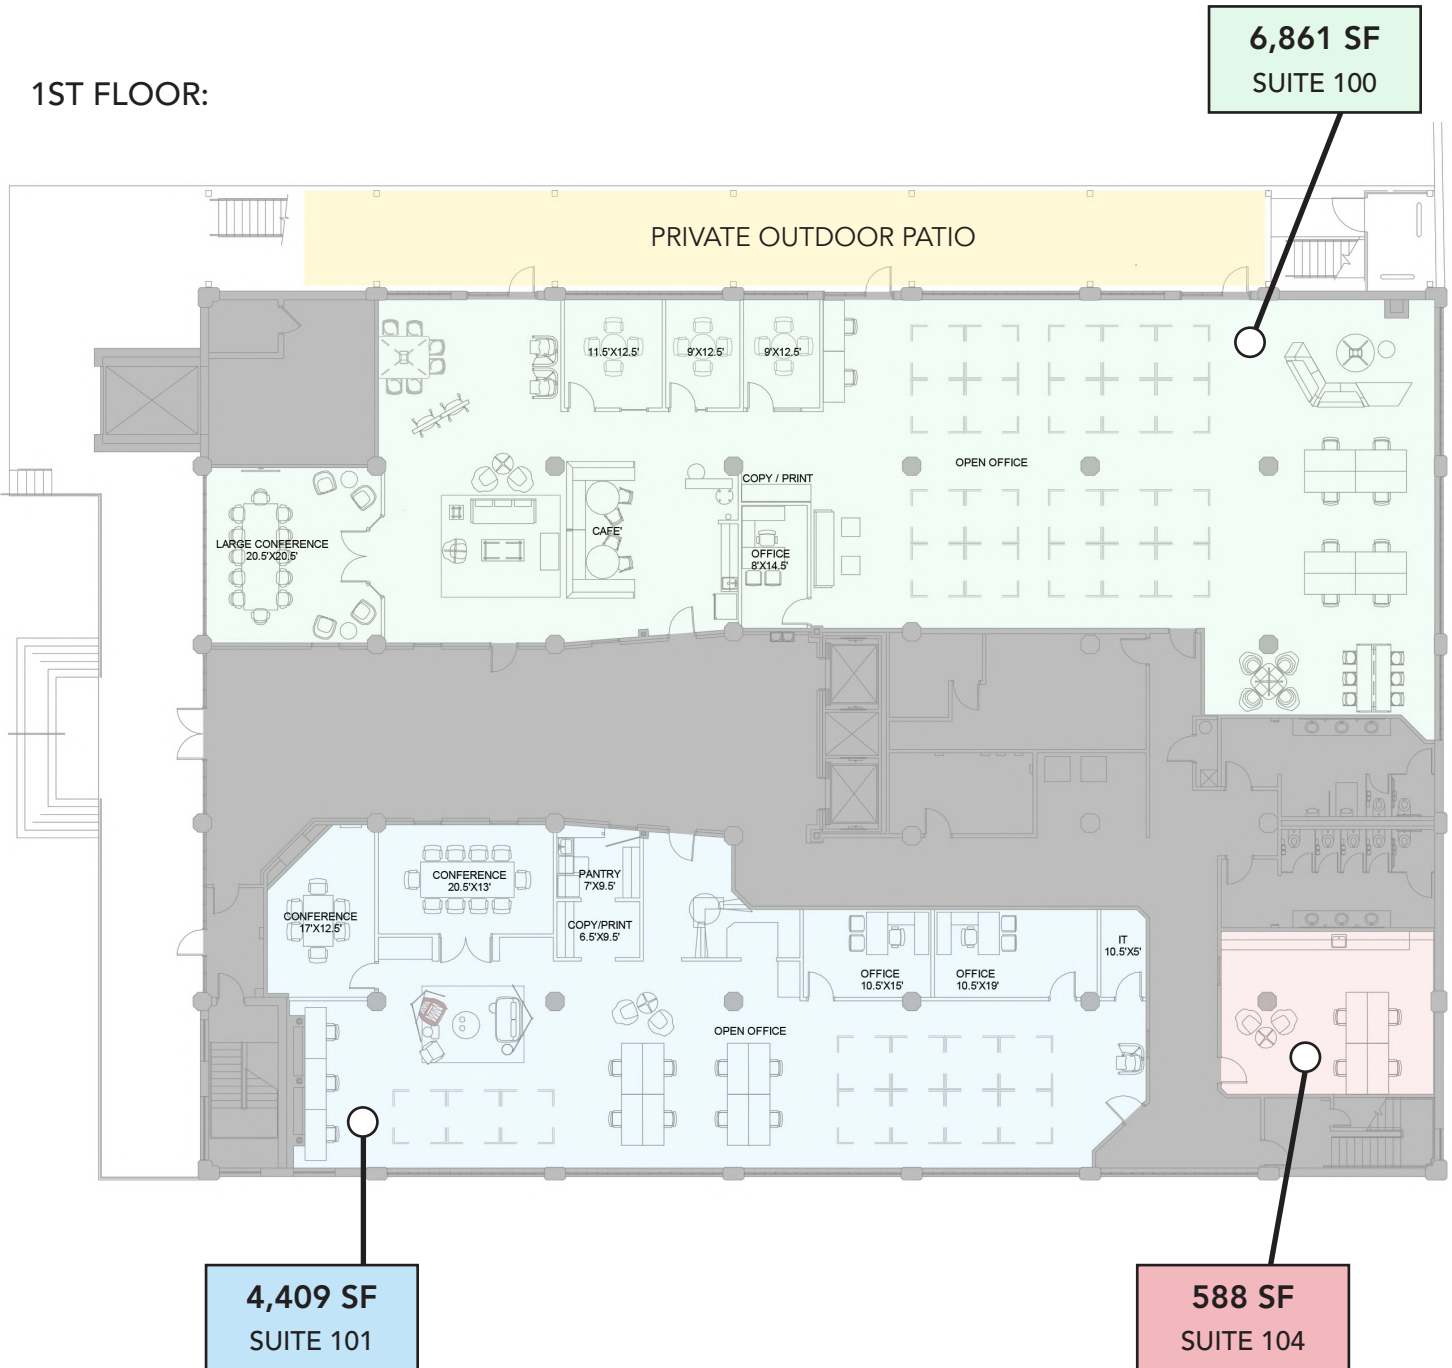 6,861 SF
SUITE 100
1ST FLOOR:
PRIVATE OUTDOOR PATIO
11.5'X12.5'
9'X12.5'
9'X12.5'
OPEN OFFICE
COPY / PRINT
CAFE'
LARGE CONFERENCE
20.5'X20.5'
OFFICE
8'X14.5'
CONFERENCE
20.5'X13'
PANTRY
7'X9.5'
CONFERENCE
17'X12.5'
COPY/PRINT
6.5'X9.5'
OFFICE
10.5'X15'
OFFICE
10.5'X19'
IT
10.5'X5'
OPEN OFFICE
4,409 SF
SUITE 101
588 SF
SUITE 104